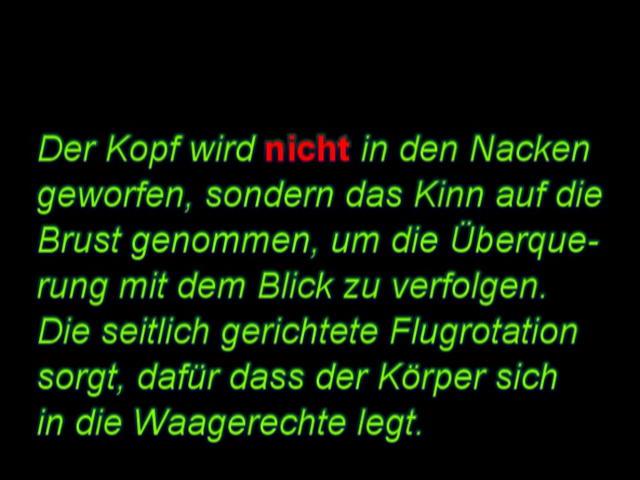 Der Kopf wird nicht in den Nacken
geworfen, sondern das Kinn auf die
Brust genommen, um die Überque-
rung mit dem Blick zu verfolgen.
Die seitlich gerichtete Flugrotation
sorgt, dafür dass der Körper sich
in die Waagerechte legt.